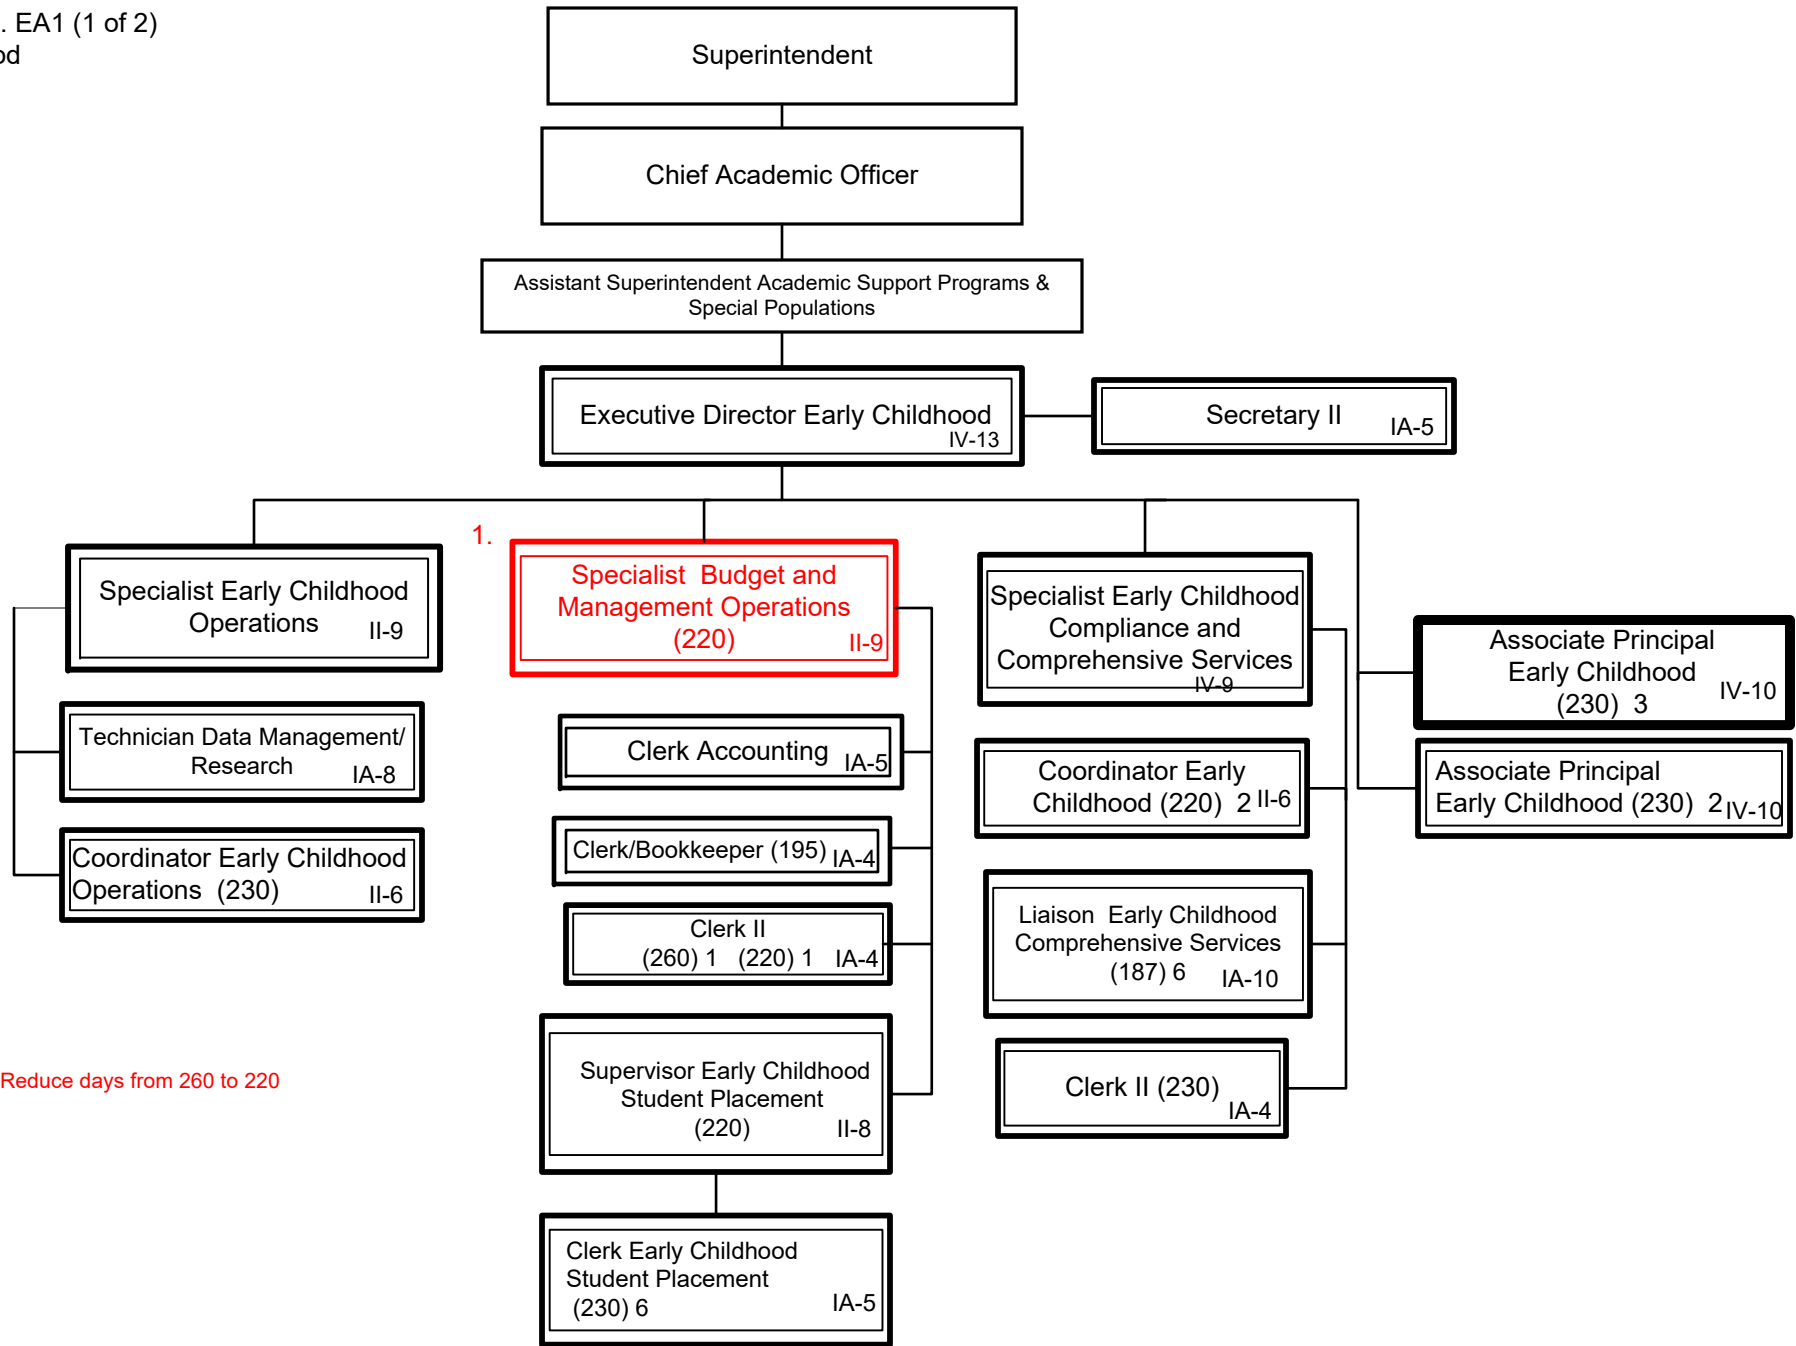 . EA1 (1 of 2)
od
Superintendent
Chief Academic Officer
Assistant Superintendent Academic Support Programs &
Special Populations
Executive Director Early Childhood
IV-13
Secretary II
IA-5
1.
Specialist Early Childhood
Operations
II-9
Specialist Budget and
Management Operations
(220)
II-9
Specialist Early Childhood
Compliance and
Comprehensive Services
IV-9
Associate Principal
Early Childhood
(230) 3
IV-10
Technician Data Management/
Research
IA-8
Clerk Accounting
IA-5
Coordinator Early
Childhood (220) 2
II-6
Associate Principal
Early Childhood (230) 2
IV-10
Coordinator Early Childhood
Operations (230)
II-6
Clerk/Bookkeeper (195)
IA-4
Clerk II
(260) 1 (220) 1
IA-4
Liaison Early Childhood
Comprehensive Services
(187) 6
IA-10
Supervisor Early Childhood
Student Placement
(220)
II-8
Clerk II (230)
IA-4
Reduce days from 260 to 220
Clerk Early Childhood
Student Placement
(230) 6
IA-5